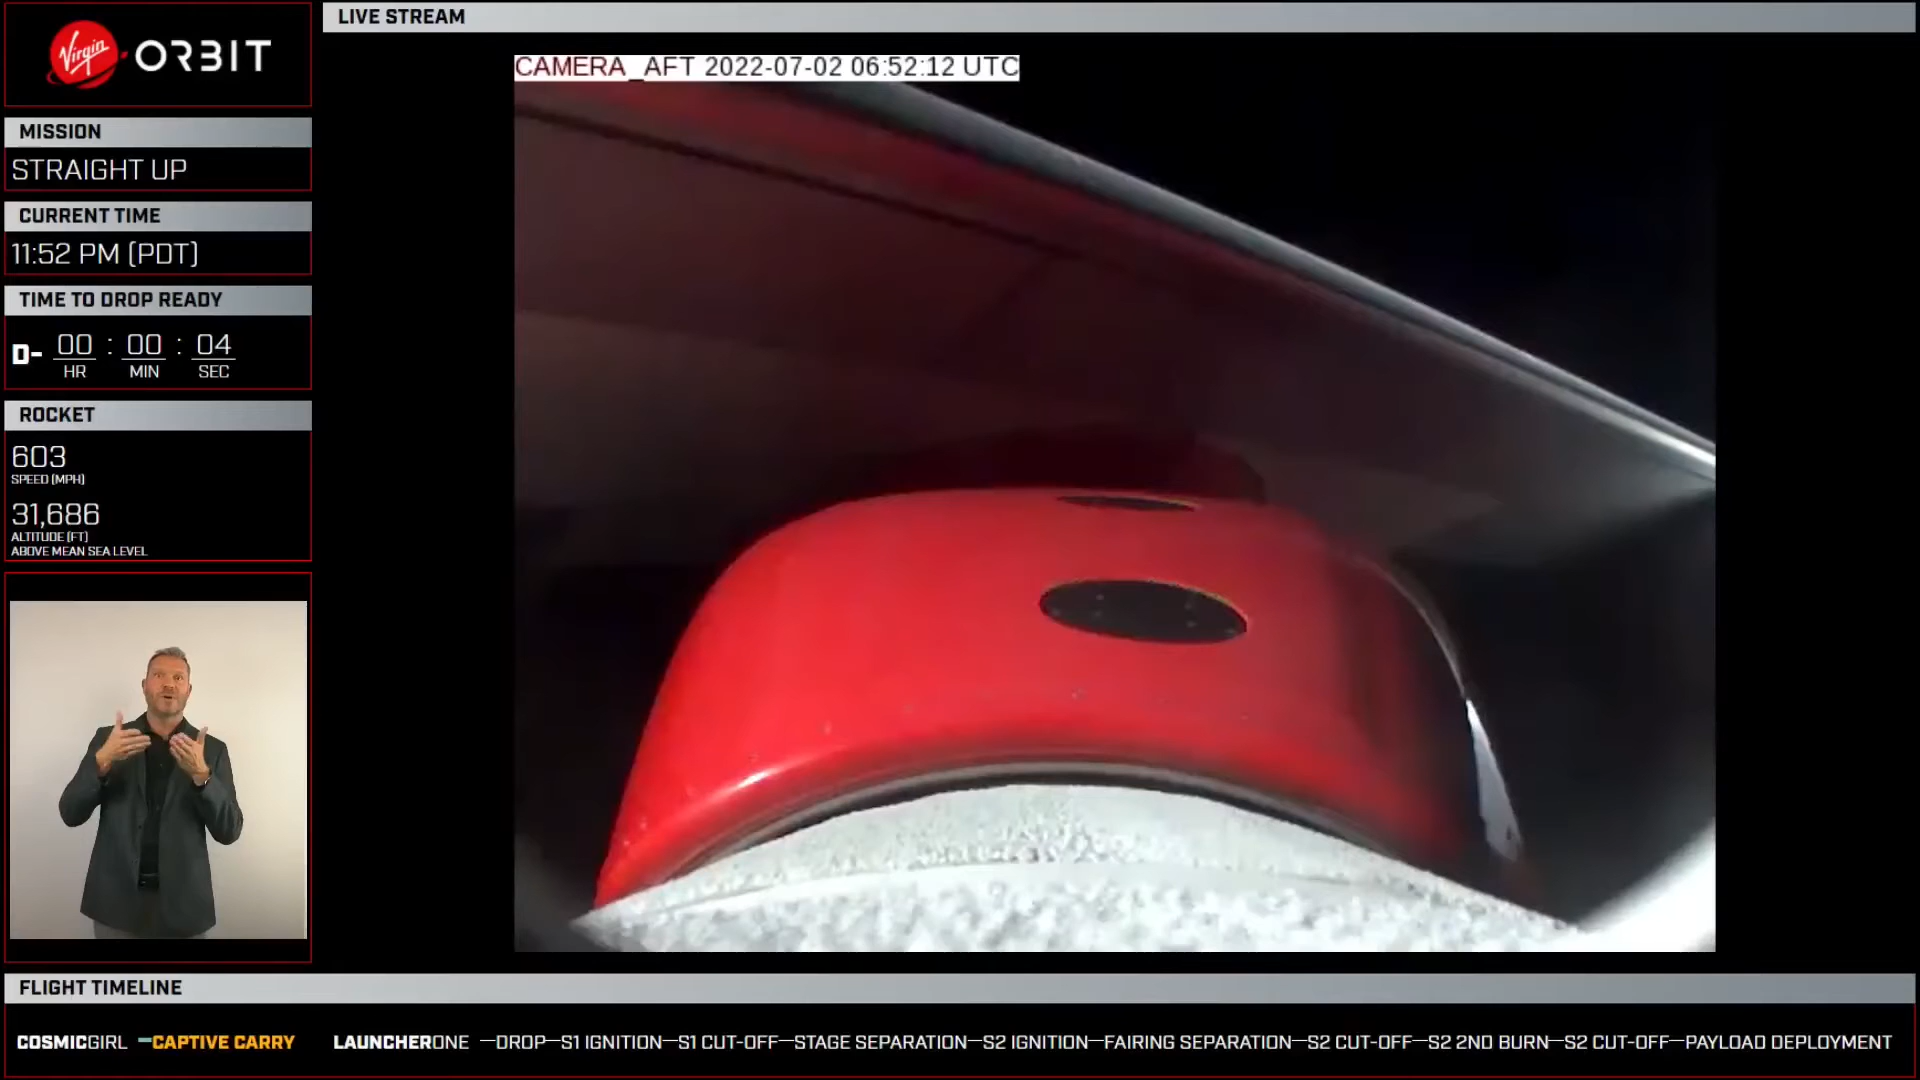 Virgin ORBIT
LIVE STREAM
CAMERA_AFT 2022-07-02 06:52:12 UTC
MISSION
STRAIGHT UP
CURRENT TIME
11:52 PM (PDT)
TIME TO DROP READY
D- 00 : 00 : 04
HR MIN SEC
ROCKET
603
SPEED (MPH)
31,686
ALTITUDE (FT)
ABOVE MEAN SEA LEVEL
FLIGHT TIMELINE
COSMICGIRL —CAPTIVE CARRY LAUNCHERONE —DROP—S1 IGNITION—S1 CUT-OFF—STAGE SEPARATION—S2 IGNITION—FAIRING SEPARATION—S2 CUT-OFF—S2 2ND BURN—S2 CUT-OFF—PAYLOAD DEPLOYMENT